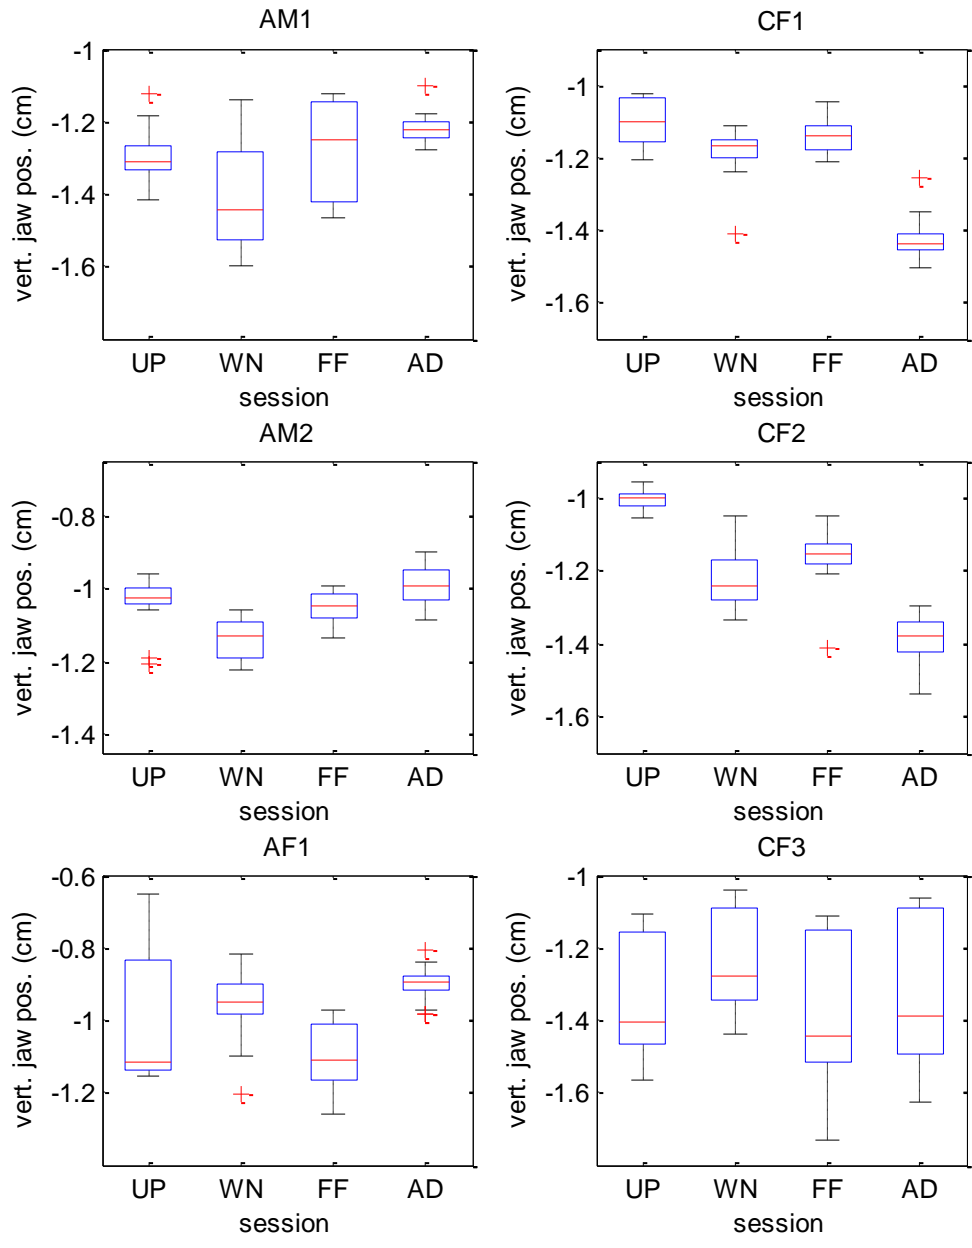 AM1
vert. jaw pos. (cm)
-1
-1.2
-1.4
-1.6
UP WN FF AD
session
CF1
vert. jaw pos. (cm)
-1
-1.2
-1.4
-1.6
UP WN FF AD
session
AM2
vert. jaw pos. (cm)
-0.8
-1
-1.2
-1.4
UP WN FF AD
session
CF2
vert. jaw pos. (cm)
-1
-1.2
-1.4
-1.6
UP WN FF AD
session
AF1
vert. jaw pos. (cm)
-0.6
-0.8
-1
-1.2
UP WN FF AD
session
CF3
vert. jaw pos. (cm)
-1
-1.2
-1.4
-1.6
UP WN FF AD
session